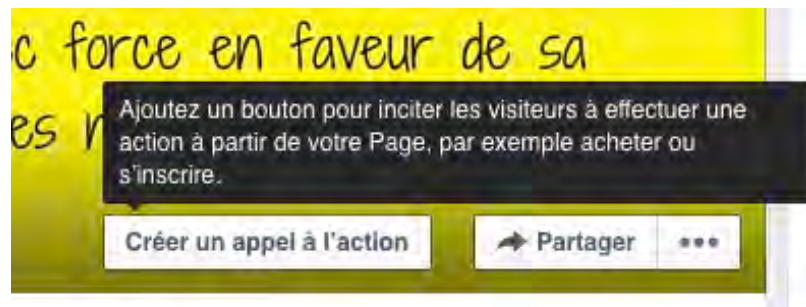 c force en faveur de sa
es
Ajoutez un bouton pour inciter les visiteurs à effectuer une
action à partir de votre Page, par exemple acheter ou
s'inscrire.
Créer un appel à l'action
Partager